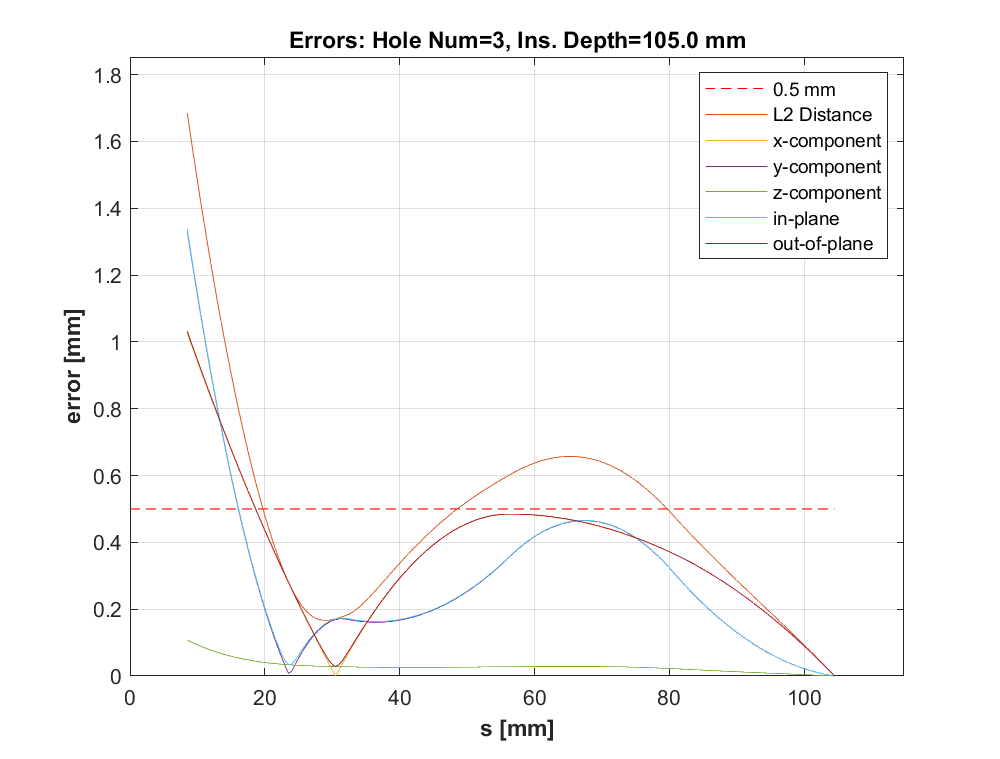 Errors: Hole Num=3, Ins. Depth=105.0 mm
1.8
1.6
1.4
1.2
1
0.8
0.6
0.4
0.2
0
error [mm]
0.5 mm
L2 Distance
x-component
y-component
z-component
in-plane
out-of-plane
0
20
40
60
80
100
s [mm]